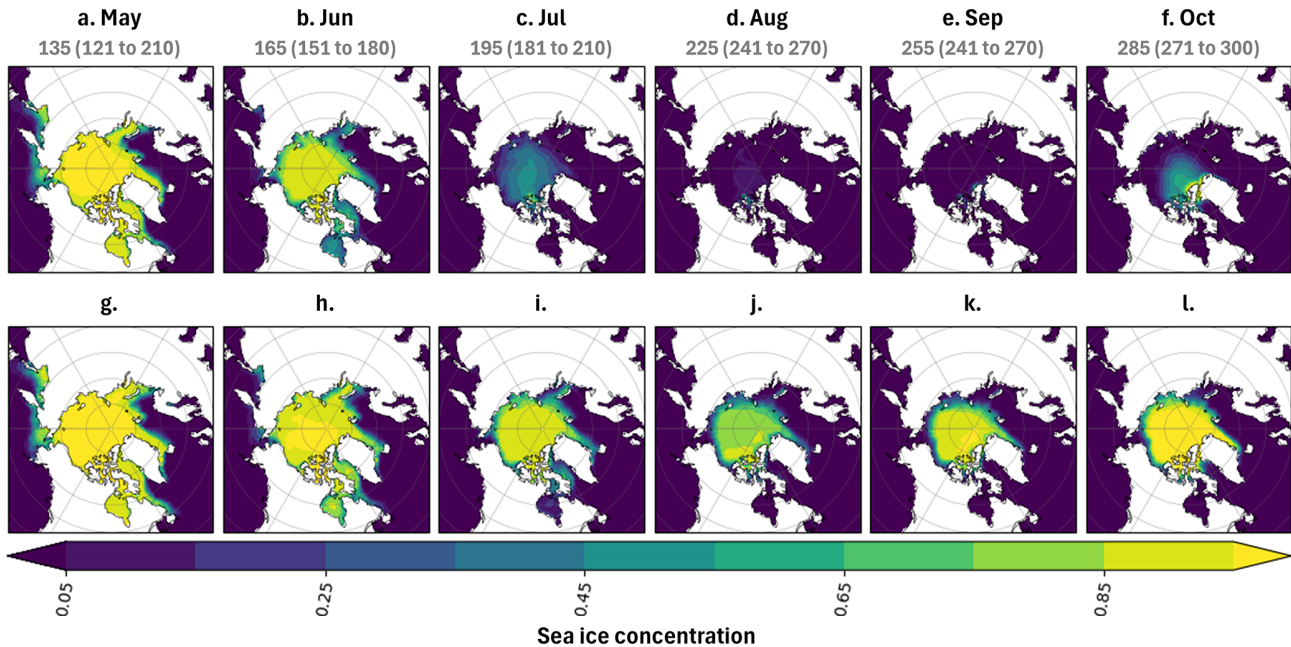 a. May b. Jun c. Jul d. Aug e. Sep f. Oct
135 (121 to 210) 165 (151 to 180) 195 (181 to 210) 225 (241 to 270) 255 (241 to 270) 285 (271 to 300)
g. h. i. j. k. l.
0.05 0.25 0.45 0.65 0.85
Sea ice concentration